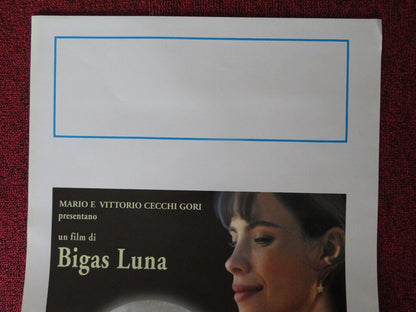 MARIO E VITTORIO CECCHI GORI
presentano
un film di
Bigas Luna